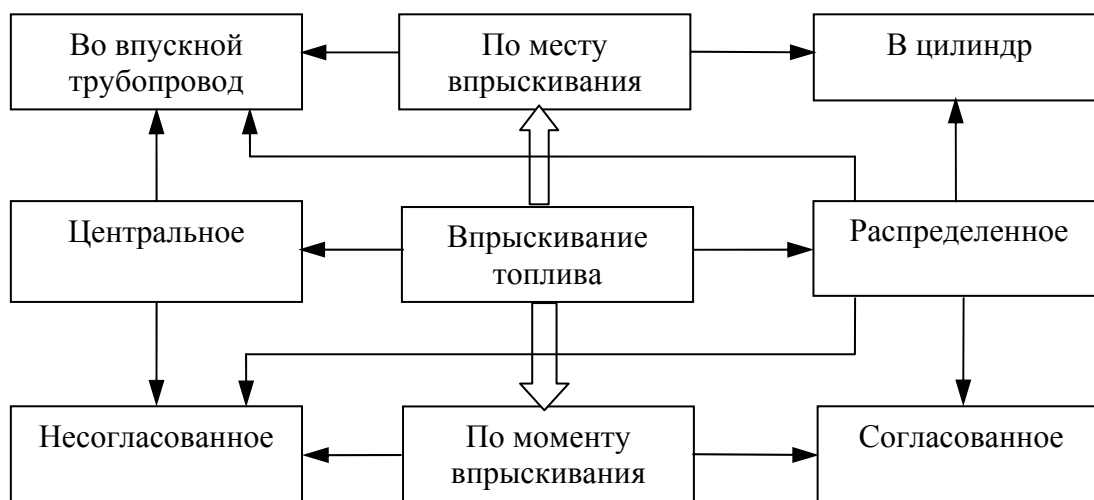 Во впускной
трубопровод
По месту
впрыскивания
В цилиндр
Центральное
Впрыскивание
топлива
Распределенное
Несогласованное
По моменту
впрыскивания
Согласованное